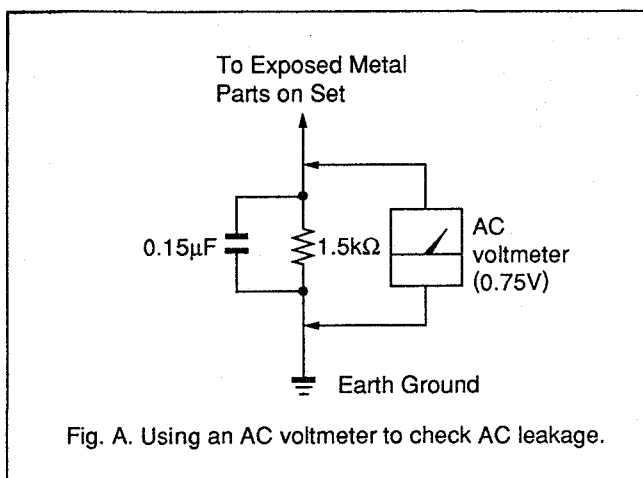 To Exposed Metal
Parts on Set
0.15µF
1.5kΩ
AC
voltmeter
(0.75V)
Earth Ground
Fig. A. Using an AC voltmeter to check AC leakage.